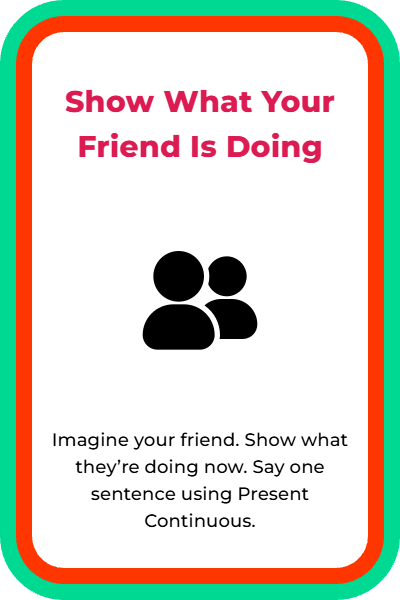 Show What Your
Friend Is Doing
Imagine your friend. Show what
they’re doing now. Say one
sentence using Present
Continuous.